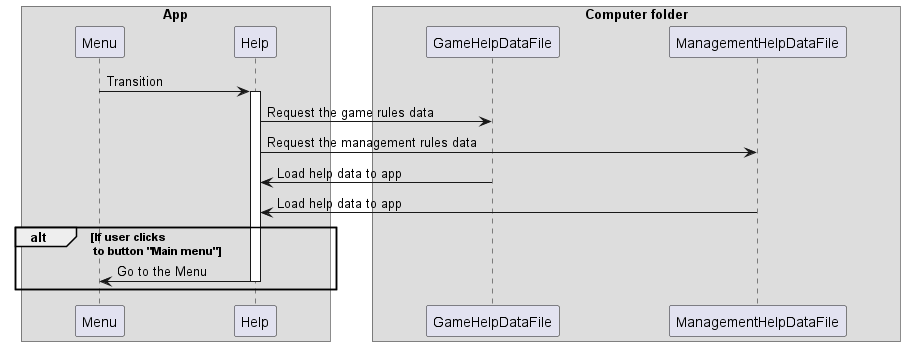 App
Computer folder
Menu
Help
GameHelpDataFile
ManagementHelpDataFile
Transition
Request the game rules data
Request the management rules data
Load help data to app
Load help data to app
alt
[If user clicks
to button "Main menu"]
Go to the Menu
Menu
Help
GameHelpDataFile
ManagementHelpDataFile